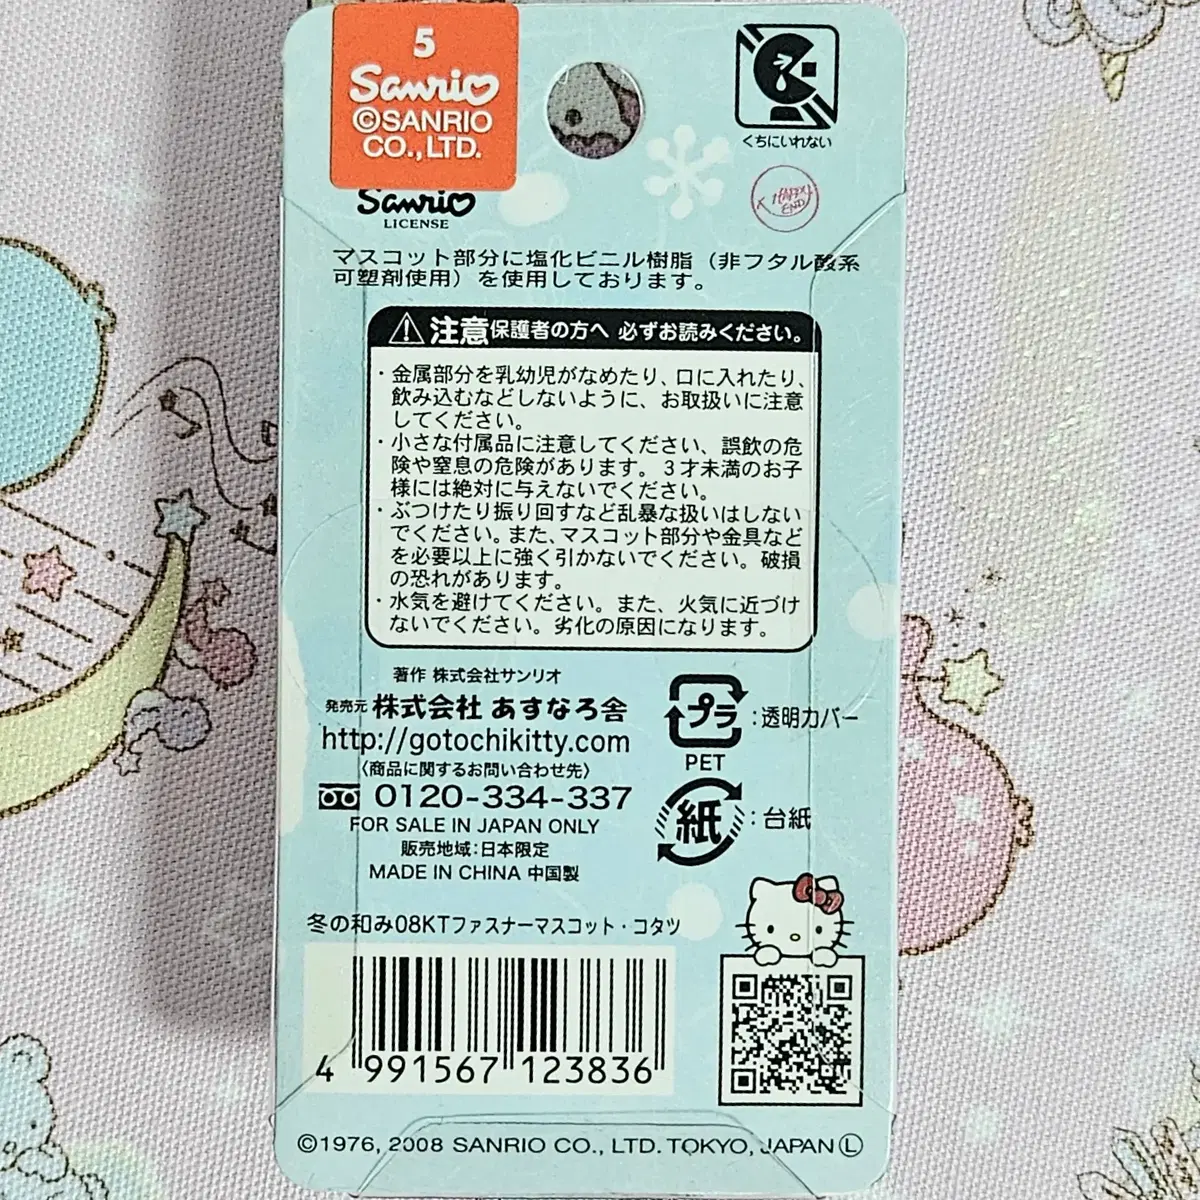 5
Sanrio
©SANRIO
CO.,LTD.
Sanrio
LICENSE
くちにいれない
HAPPY
END
マスコット部分に塩化ビニル樹脂（非フタル酸系
可塑剤使用）を使用しております。
注意 保護者の方へ 必ずお読みください。
・金属部分を乳幼児がなめたり、口に入れたり、
飲み込むなどしないように、お取扱いに注意
してください。
・小さな付属品に注意してください、誤飲の危
険や窒息の危険があります。3才未満のお子
様には絶対に与えないでください。
・ぶつけたり振り回すなど乱暴な扱いはしない
でください。また、マスコット部分や金具など
を必要以上に強く引かないでください。破損
の恐れがあります。
・水気を避けてください。また、火気に近づけ
ないでください。劣化の原因になります。
著作 株式会社サンリオ
発売元 株式会社 あすなろ舎
http://gotochikitty.com
〈商品に関するお問い合わせ先〉
0120-334-337
FOR SALE IN JAPAN ONLY
販売地域:日本限定
MADE IN CHINA 中国製
プラ :透明カバー
PET
紙 :台紙
冬の和み08KTファスナーマスコット・コタツ
4 991567 123836
©1976, 2008 SANRIO CO., LTD. TOKYO, JAPAN Ⓛ